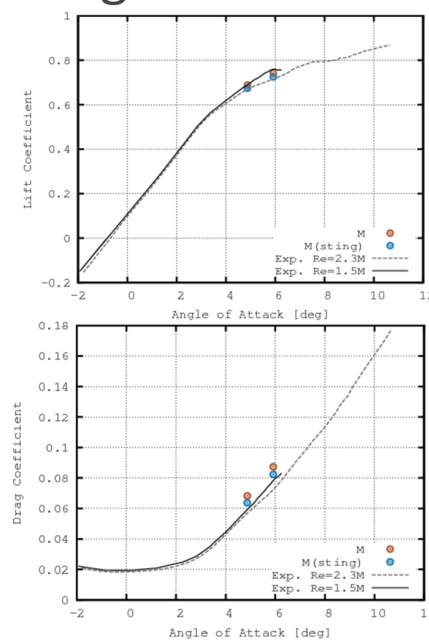 1
0.8
0.6
0.4
0.2
0
-0.2
Lift Coefficient
M
M(sting)
Exp. Re=2.3M
Exp. Re=1.5M
-2 0 2 4 6 8 10 12
Angle of Attack [deg]
0.18
0.16
0.14
0.12
0.1
0.08
0.06
0.04
0.02
0
Drag Coefficient
M
M(sting)
Exp. Re=2.3M
Exp. Re=1.5M
-2 0 2 4 6 8 10 12
Angle of Attack [deg]